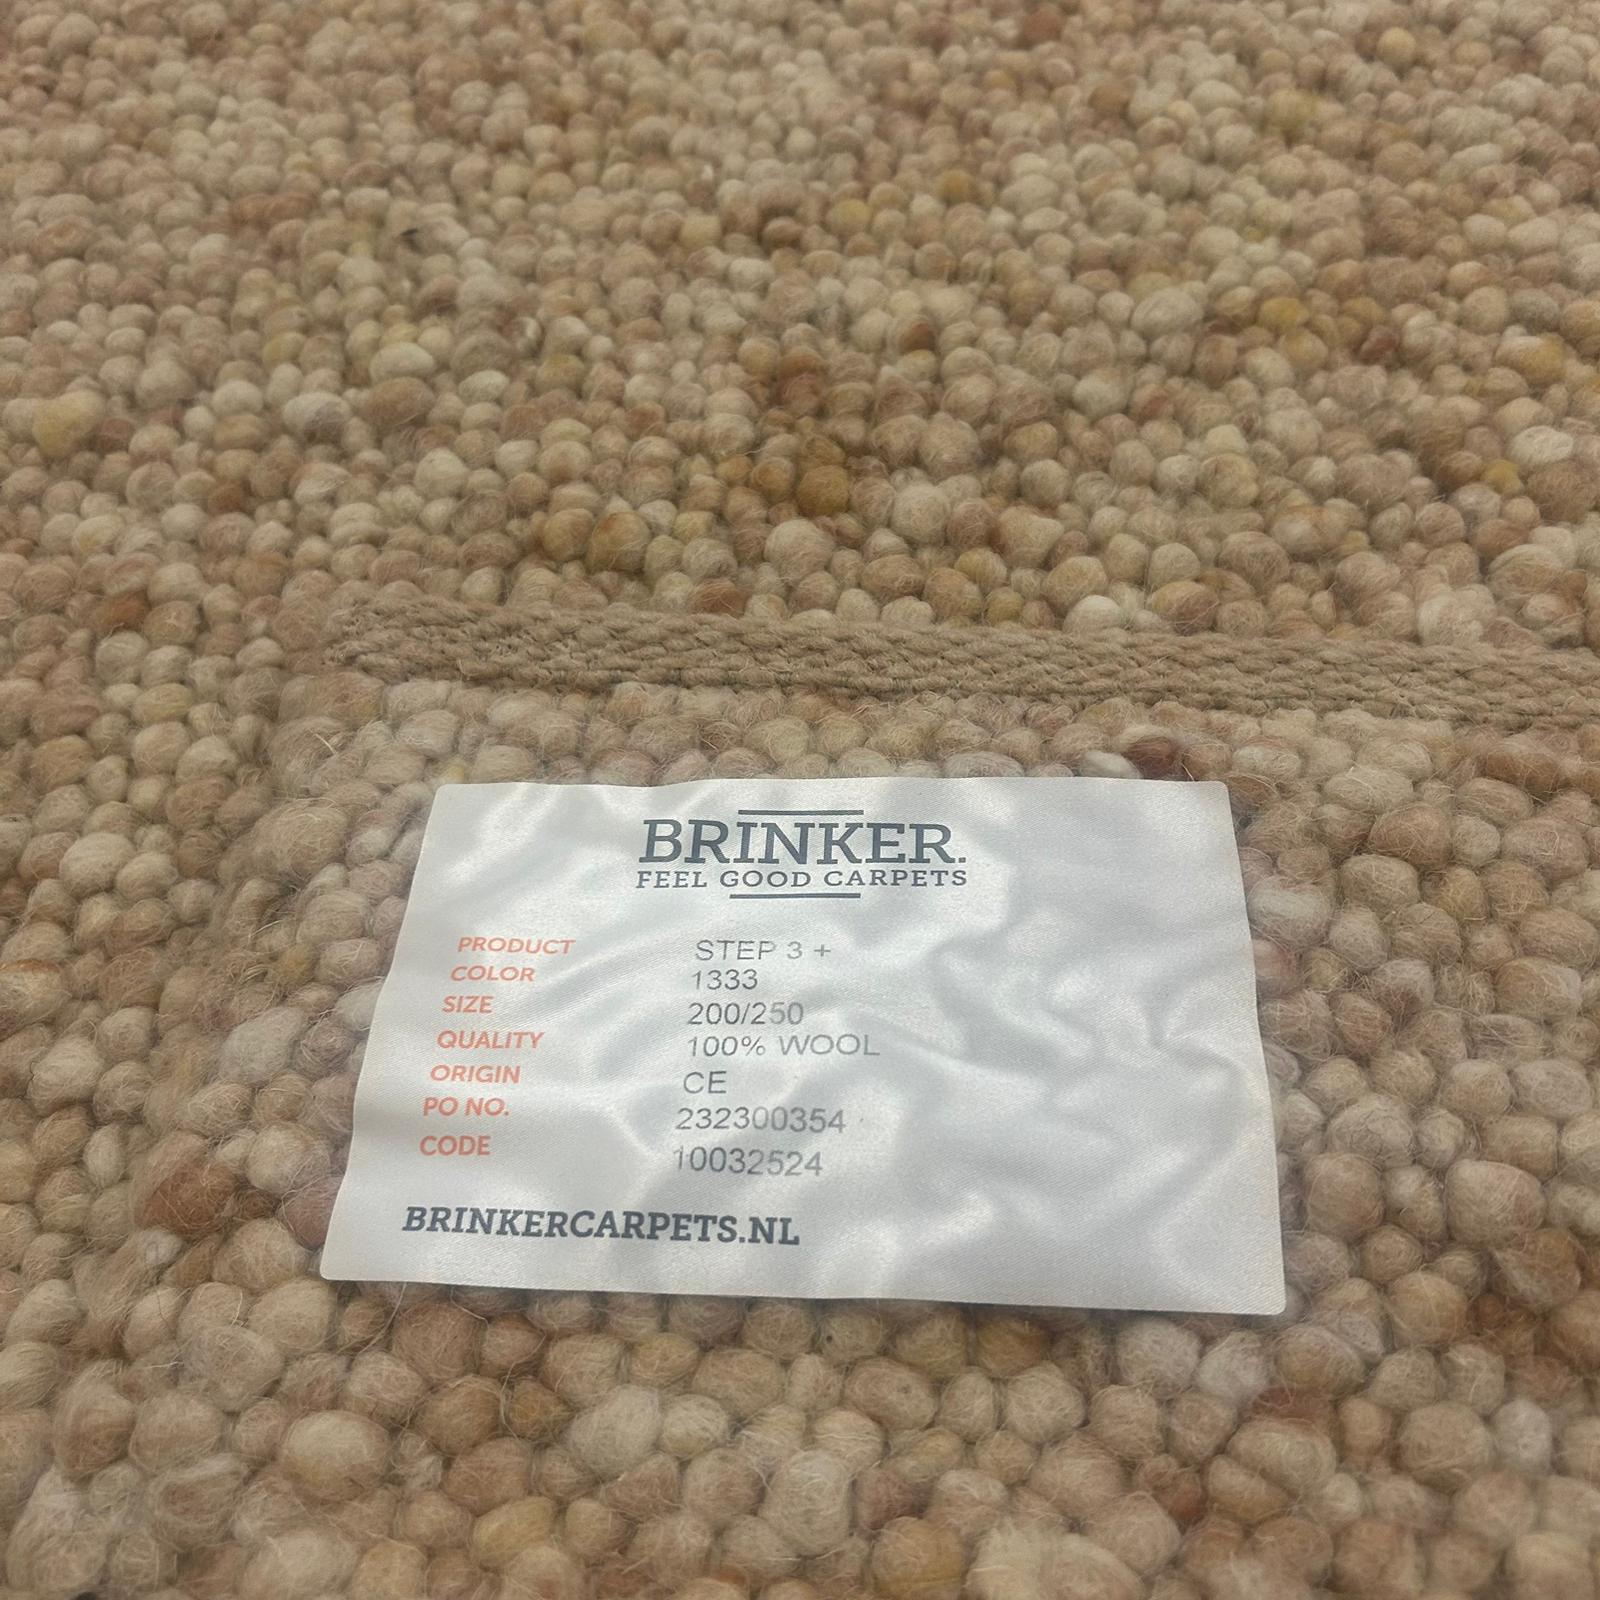 BRINKER.
FEEL GOOD CARPETS
PRODUCT STEP 3 +
COLOR 1333
SIZE 200/250
QUALITY 100% WOOL
ORIGIN CE
PO NO. 232300354
CODE 10032524
BRINKERCARPETS.NL